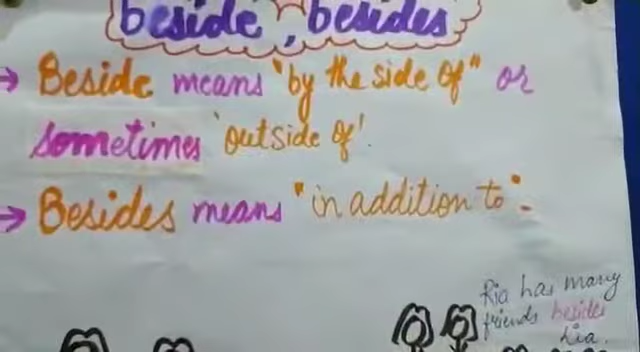 beside, besides
→ Beside means "by the side of" or
sometimes 'outside of'.
→ Besides means "in addition to".
Ria has many
friends besides
Lia.